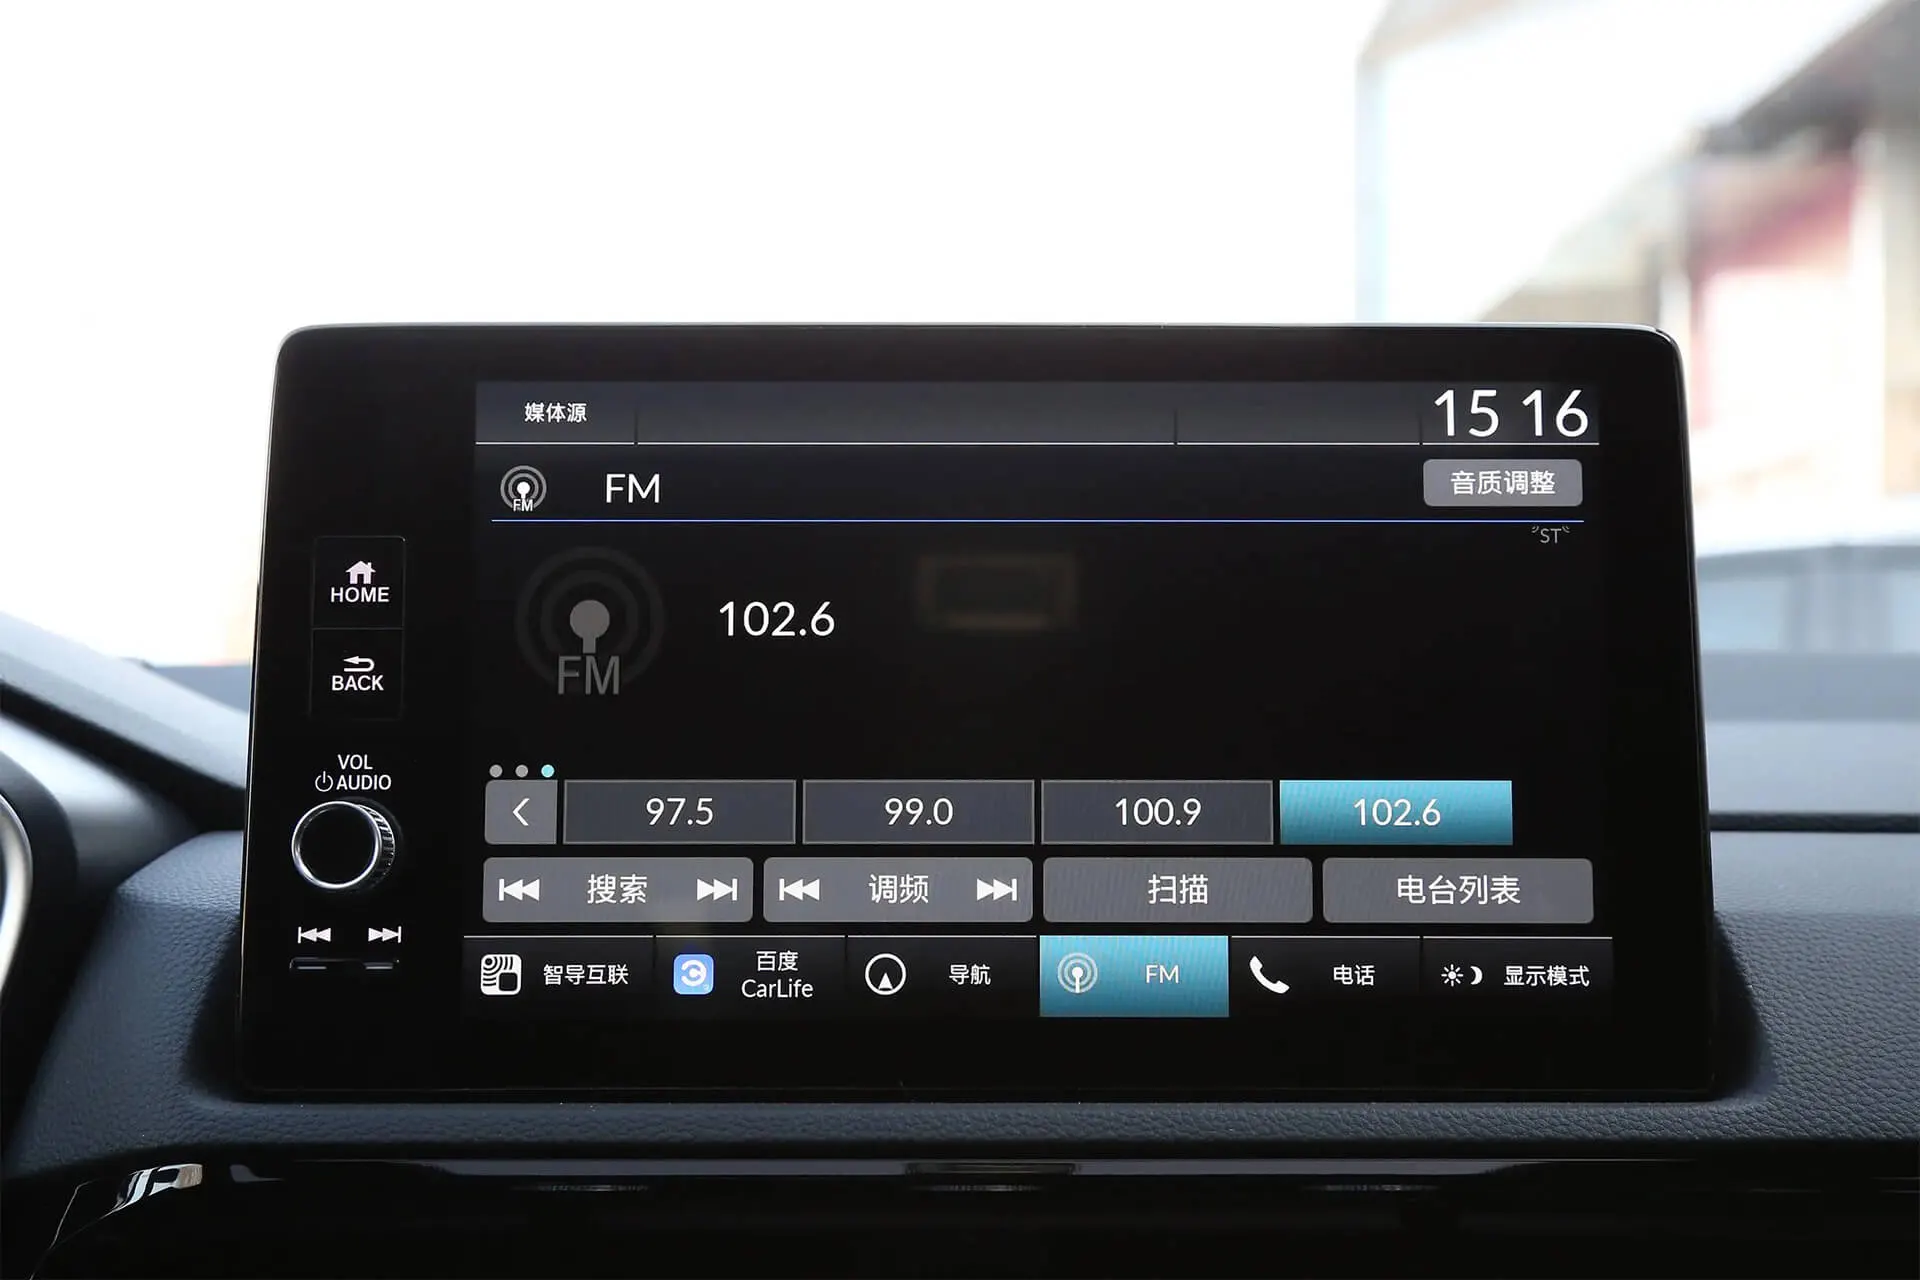 媒体源
15 16
FM
FM
音质调整
ST
HOME
BACK
VOL
AUDIO
FM
102.6
97.5
99.0
100.9
102.6
搜索
调频
扫描
电台列表
智导互联
百度
CarLife
导航
FM
电话
显示模式